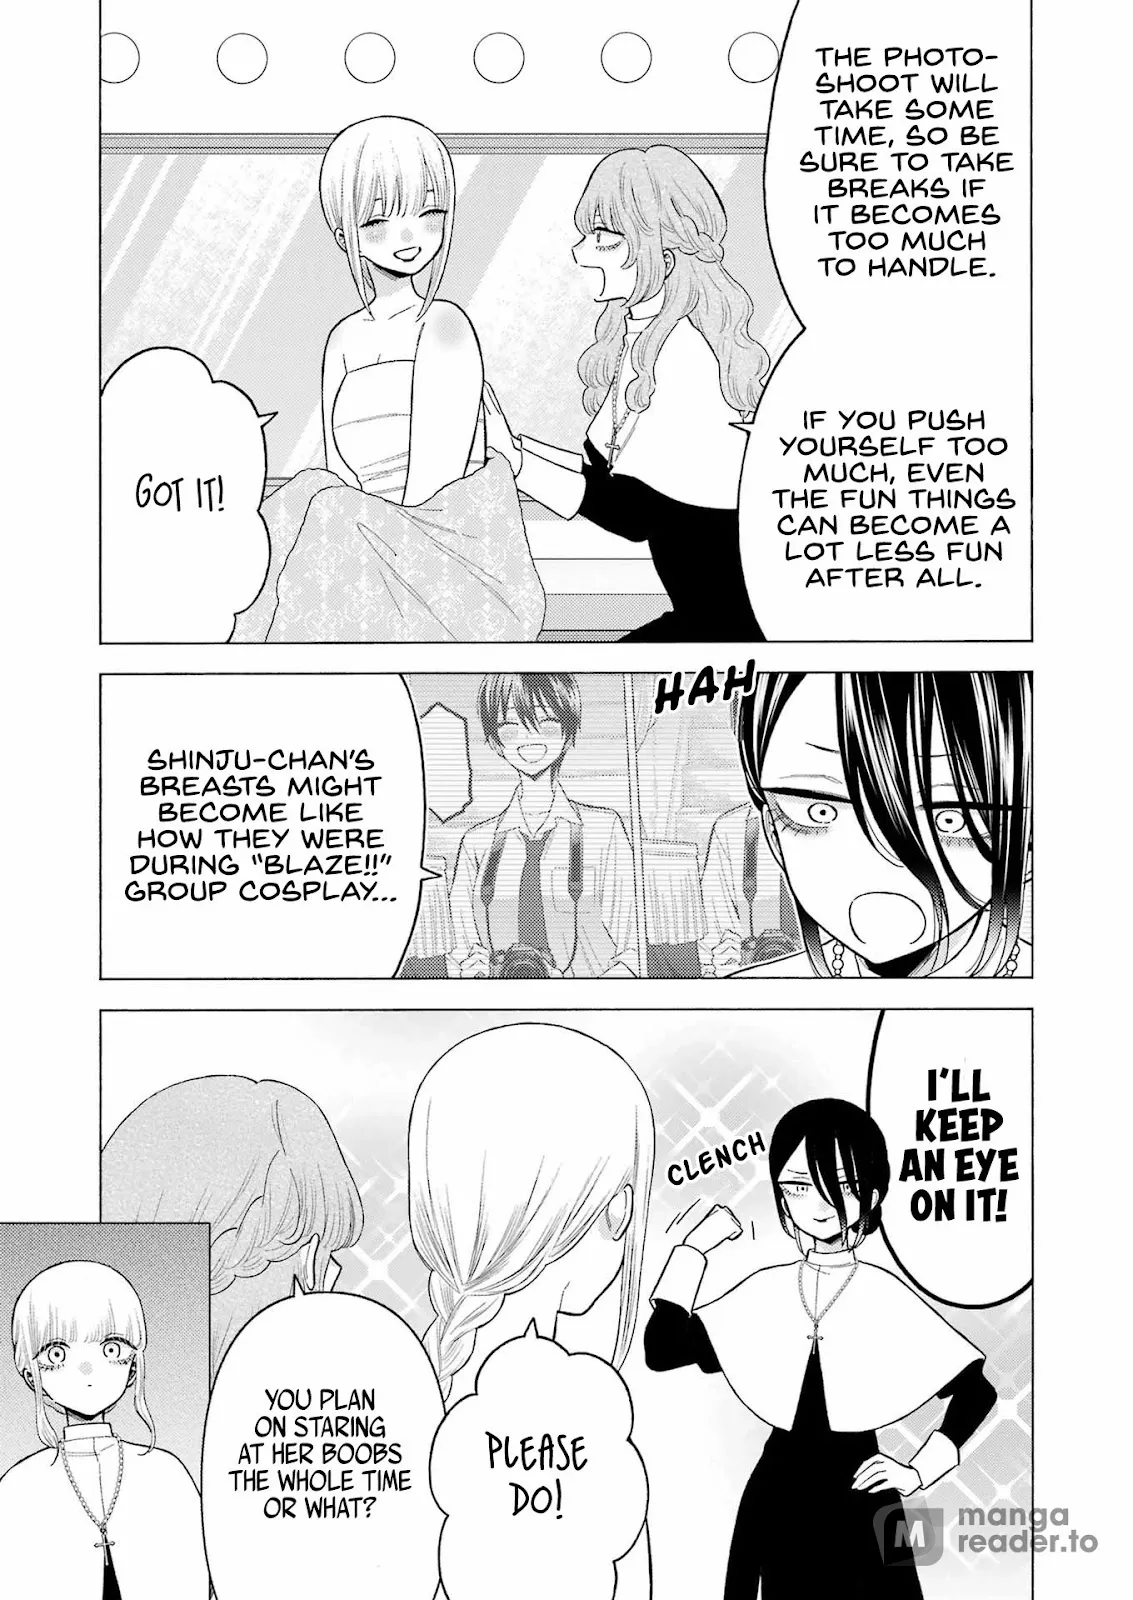 THE PHOTO-
SHOOT WILL
TAKE SOME
TIME, SO BE
SURE TO TAKE
BREAKS IF
IT BECOMES
TOO MUCH
TO HANDLE.
IF YOU PUSH
YOURSELF TOO
MUCH, EVEN
THE FUN THINGS
CAN BECOME A
LOT LESS FUN
AFTER ALL.
GOT IT!
HAH
SHINJU-CHAN'S
BREASTS MIGHT
BECOME LIKE
HOW THEY WERE
DURING "BLAZE!!"
GROUP COSPLAY...
I'LL
KEEP
AN EYE
ON IT!
CLENCH
PLEASE
DO!
YOU PLAN
ON STARING
AT HER BOOBS
THE WHOLE TIME
OR WHAT?
M manga
reader.to